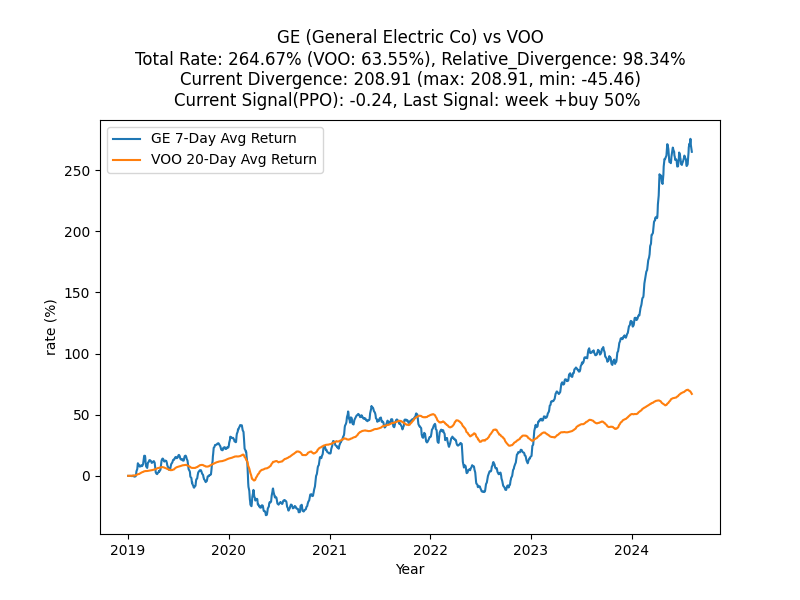 GE (General Electric Co) vs VOO
Total Rate: 264.67% (VOO: 63.55%), Relative_Divergence: 98.34%
Current Divergence: 208.91 (max: 208.91, min: -45.46)
Current Signal(PPO): -0.24, Last Signal: week +buy 50%
GE 7-Day Avg Return
VOO 20-Day Avg Return
250
200
150
100
50
0
rate (%)
2019 2020 2021 2022 2023 2024
Year